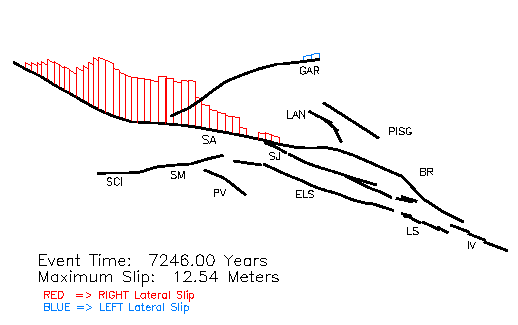 GAR
LAN
PISG
SA
SJ
BR
SCI
SM
PV
ELS
LS
IV
Event Time: 7246.00 Years
Maximum Slip: 12.54 Meters
RED => RIGHT Lateral Slip
BLUE => LEFT Lateral Slip